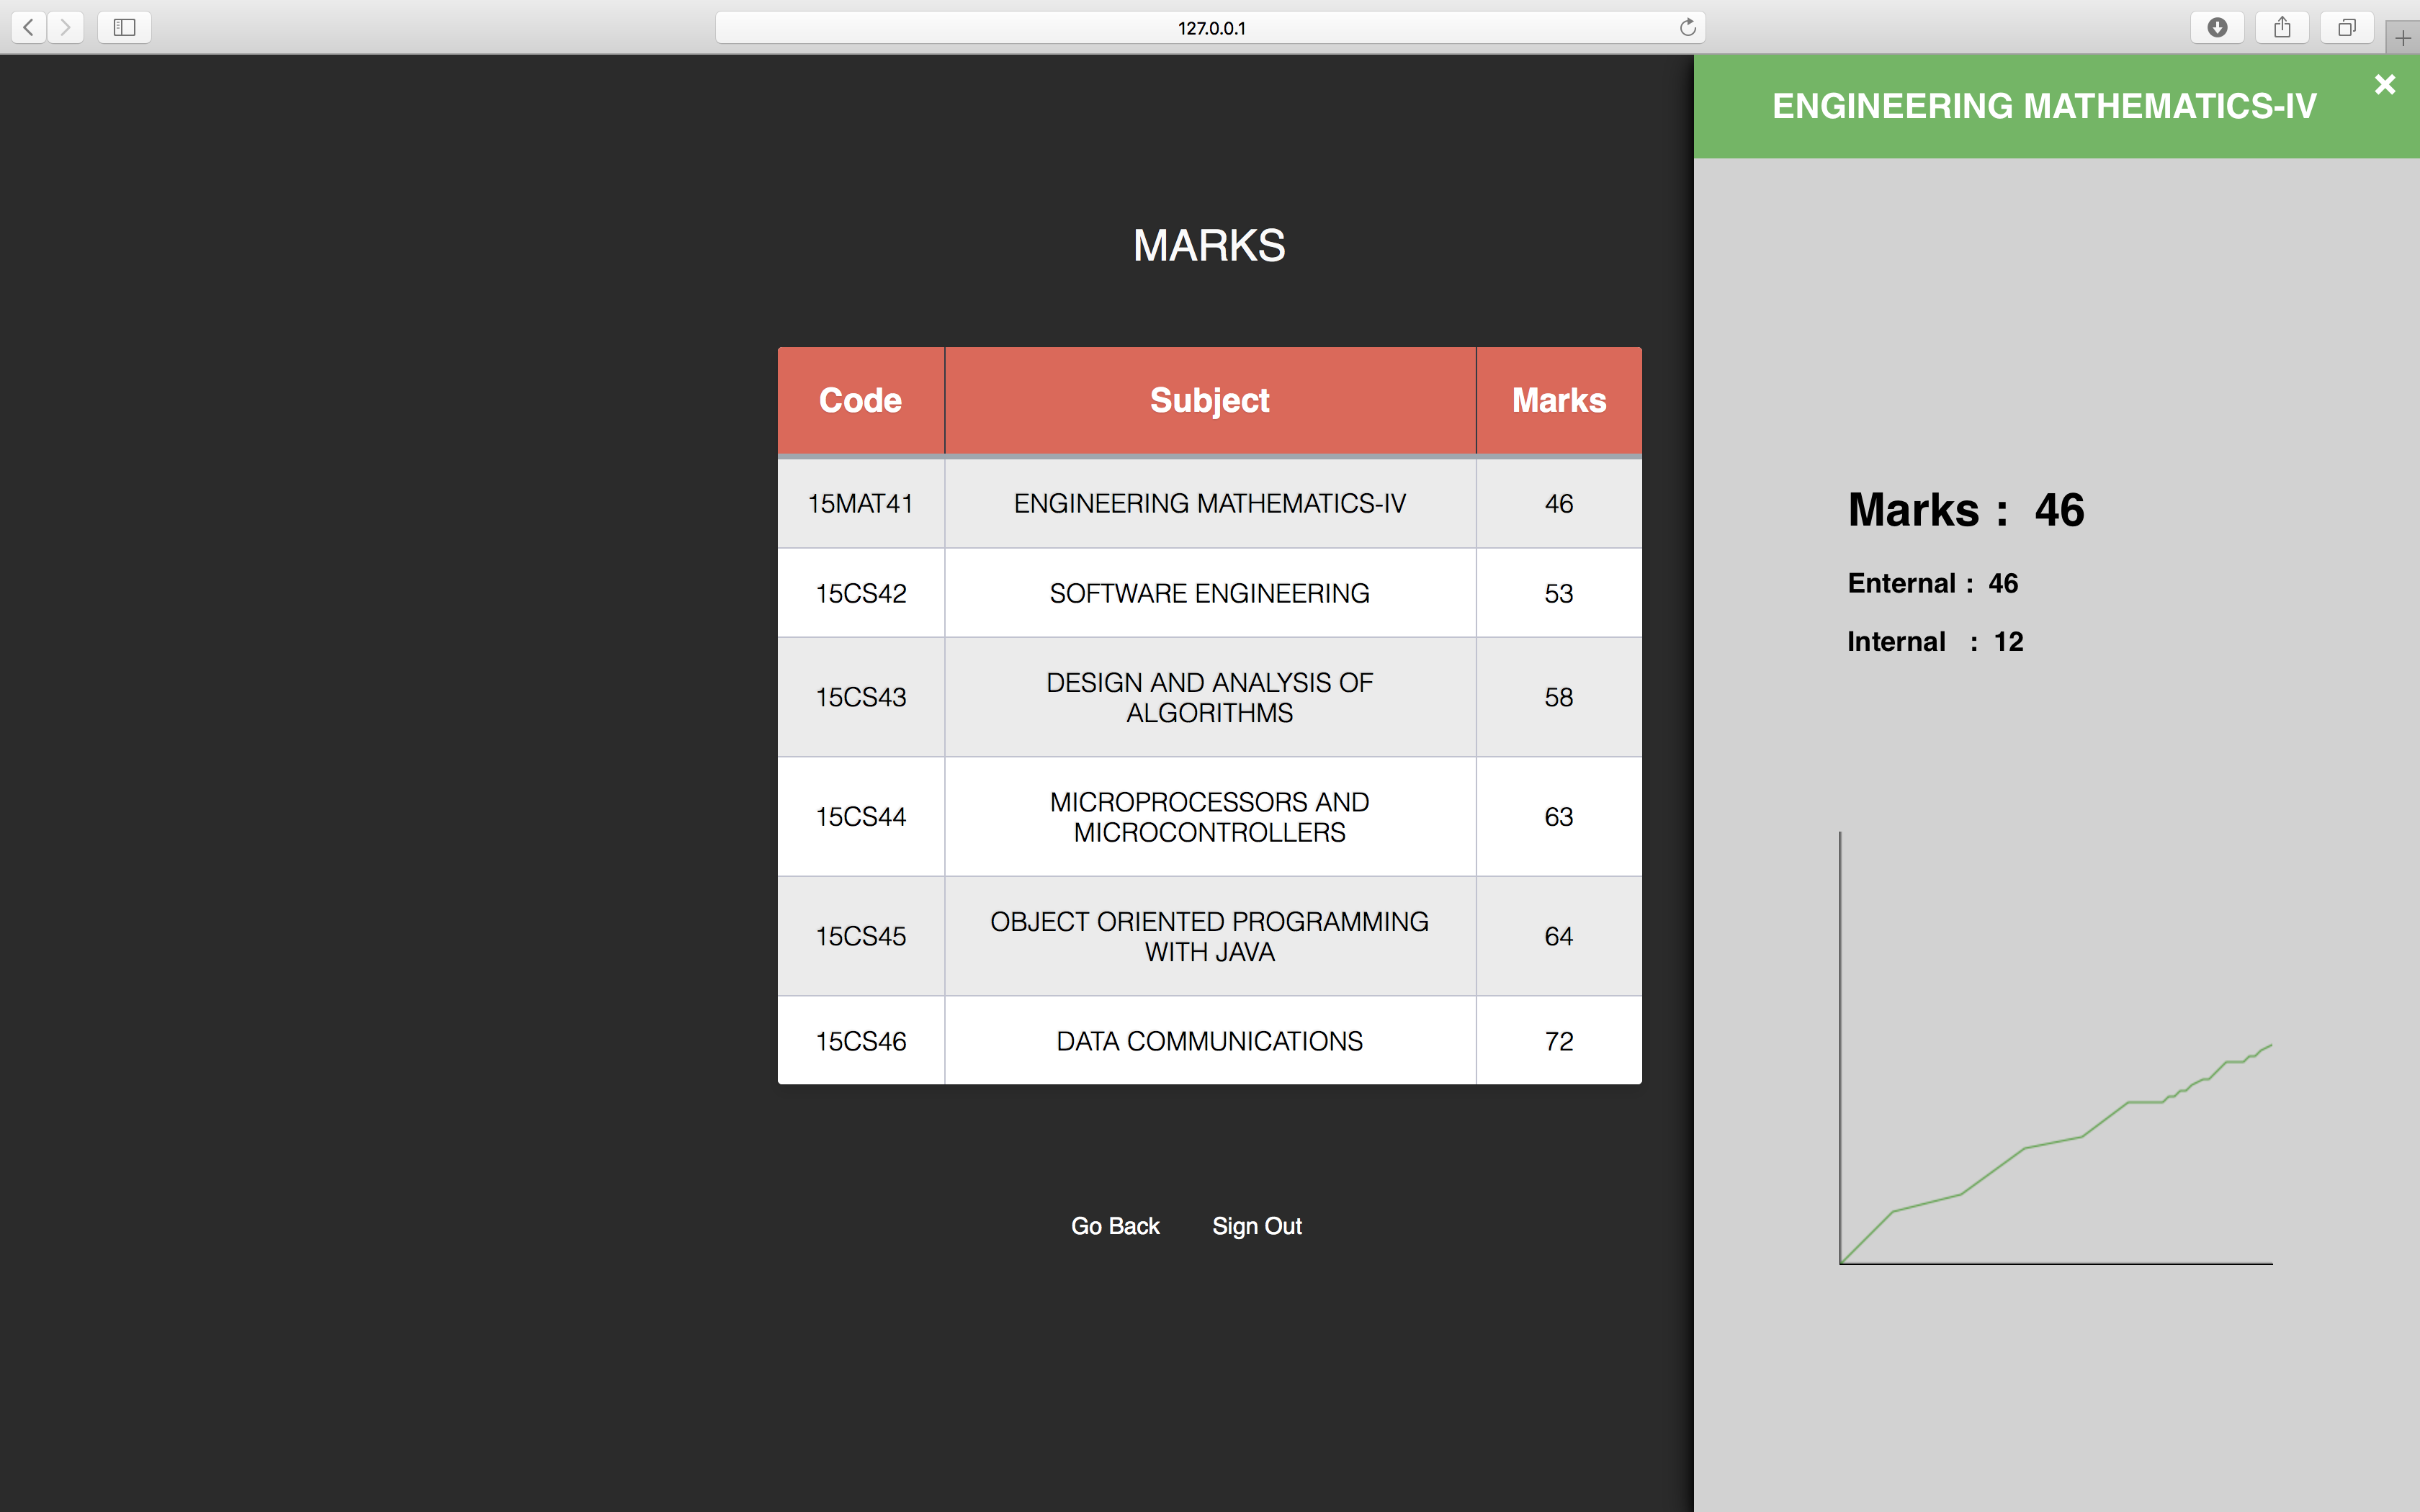 127.0.0.1
MARKS
Code Subject Marks
15MAT41 ENGINEERING MATHEMATICS-IV 46
15CS42 SOFTWARE ENGINEERING 53
15CS43 DESIGN AND ANALYSIS OF
ALGORITHMS 58
15CS44 MICROPROCESSORS AND
MICROCONTROLLERS 63
15CS45 OBJECT ORIENTED PROGRAMMING
WITH JAVA 64
15CS46 DATA COMMUNICATIONS 72
Go Back Sign Out
ENGINEERING MATHEMATICS-IV
Marks : 46
Enternal : 46
Internal : 12